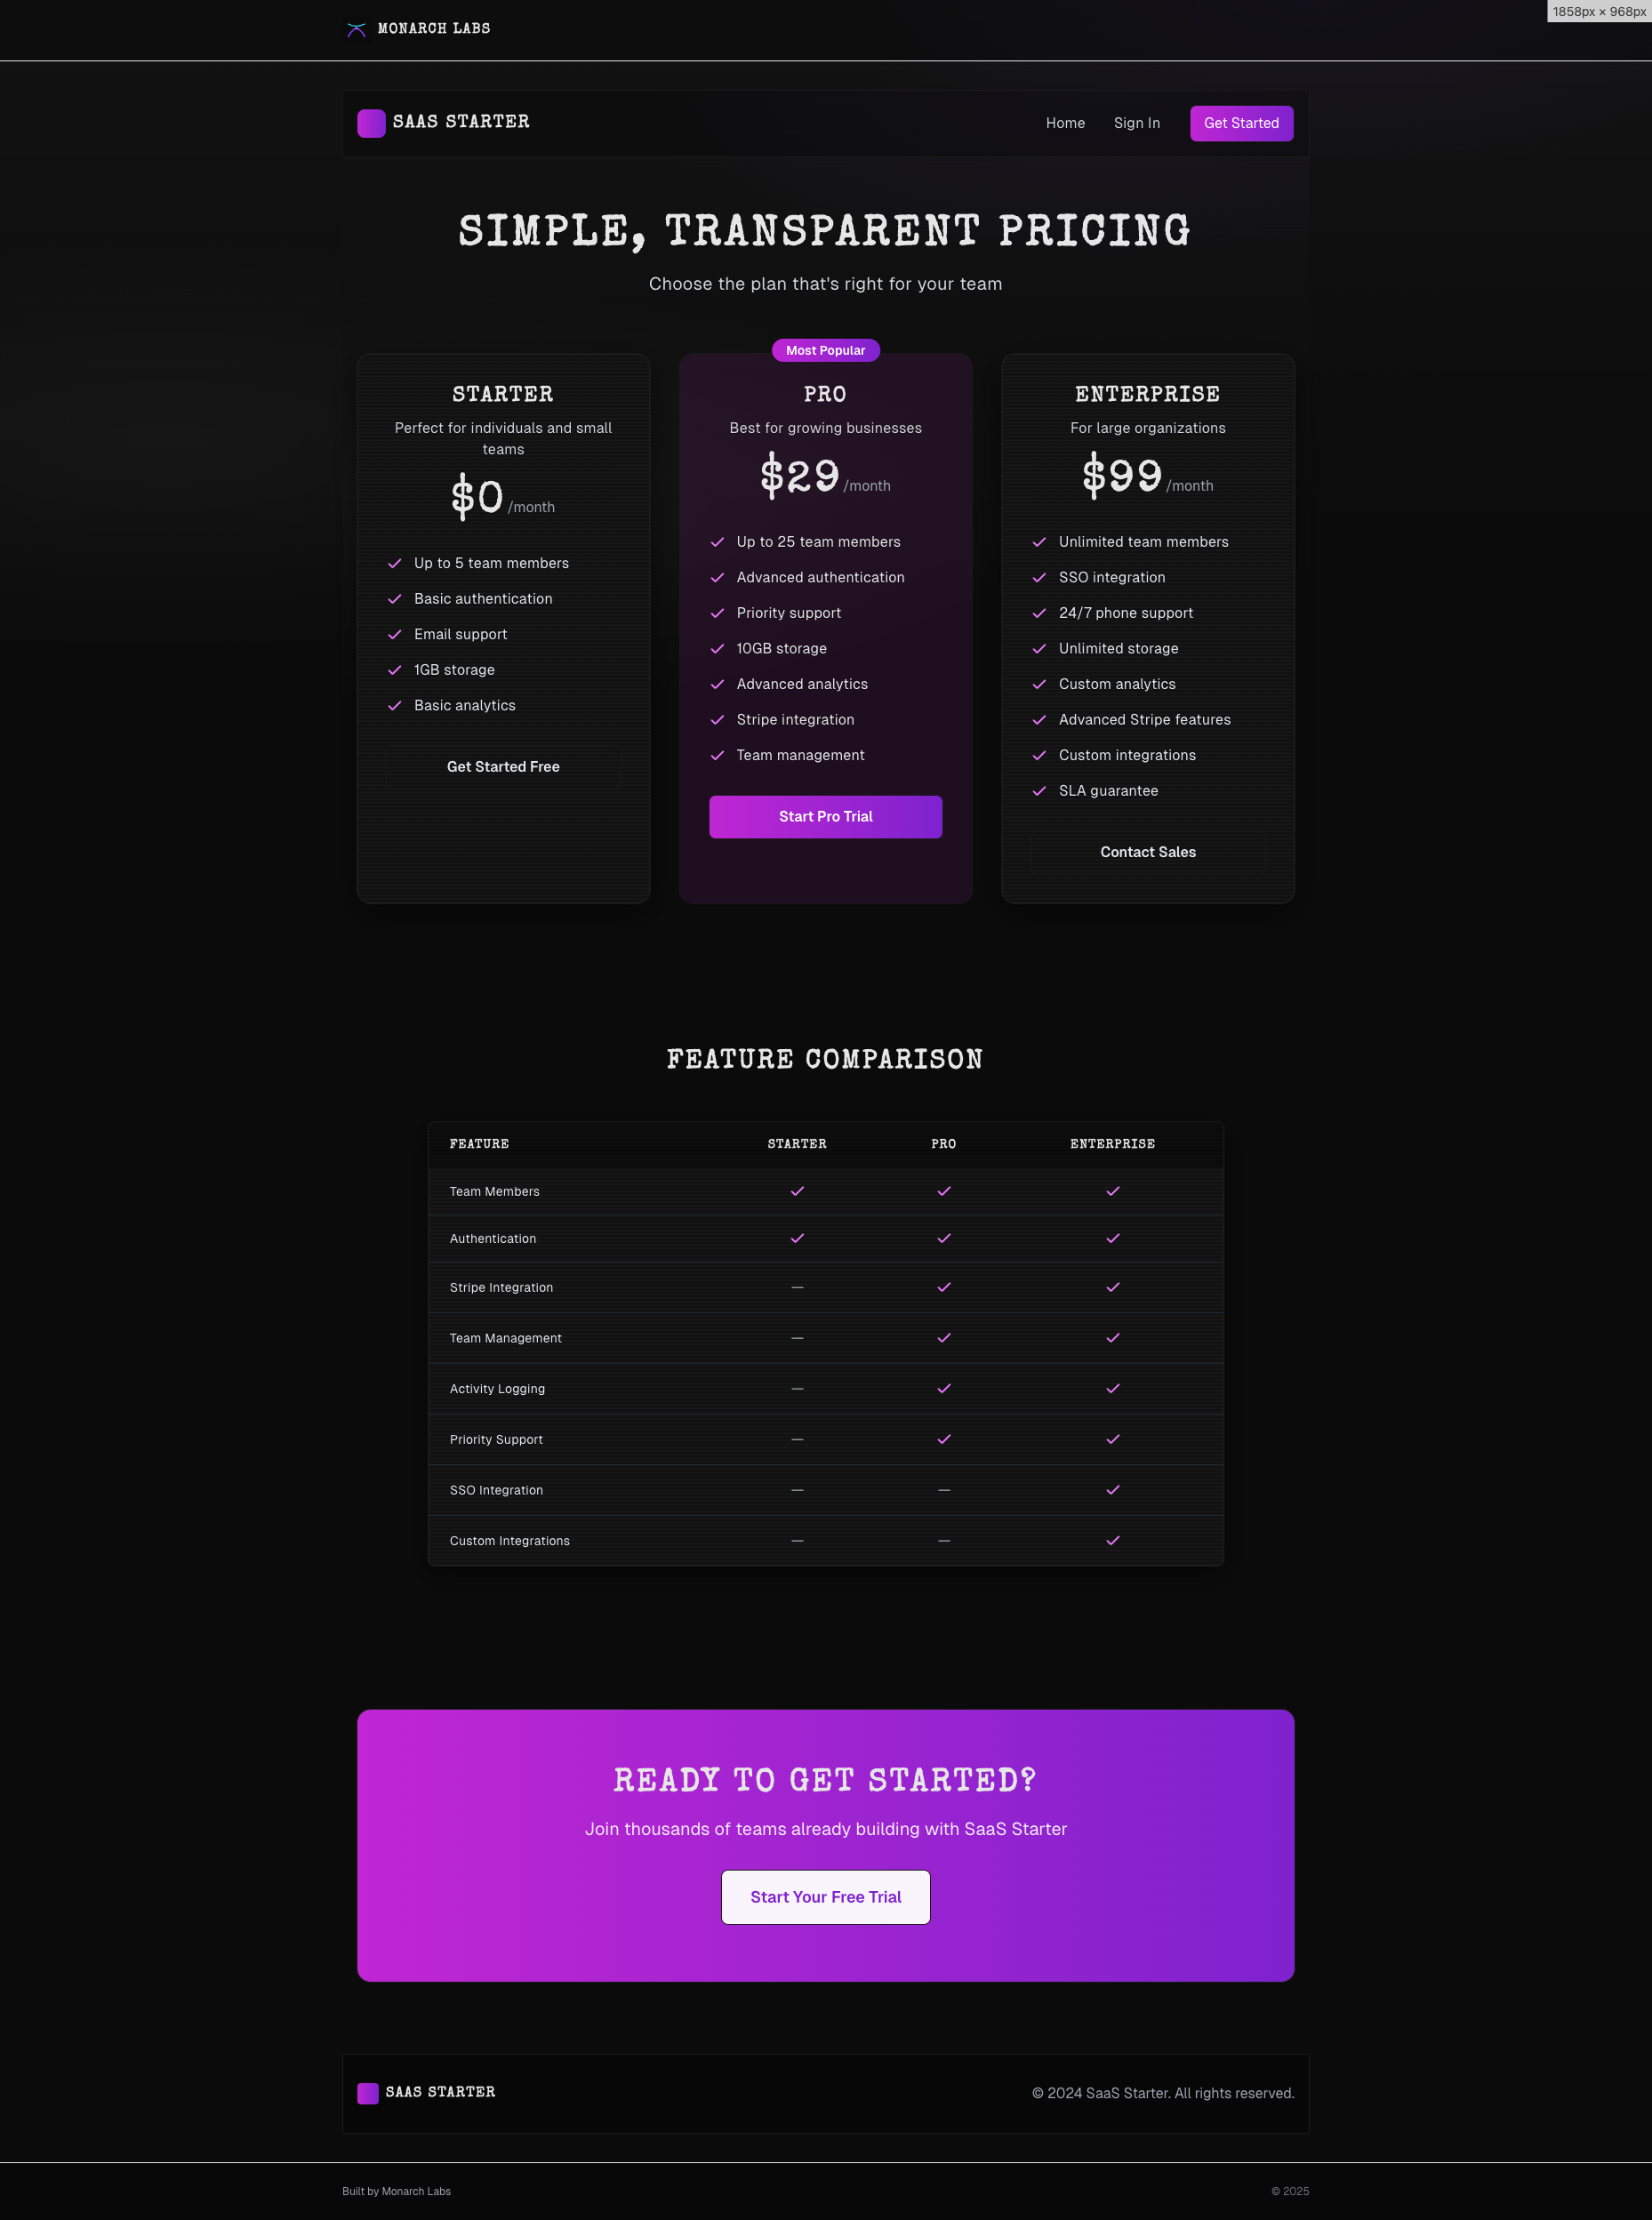 MONARCH LABS
1858px × 968px
SAAS STARTER
Home
Sign In
Get Started
SIMPLE, TRANSPARENT PRICING
Choose the plan that's right for your team
STARTER
Perfect for individuals and small
teams
$0 /month
Up to 5 team members
Basic authentication
Email support
1GB storage
Basic analytics
Get Started Free
Most Popular
PRO
Best for growing businesses
$29 /month
Up to 25 team members
Advanced authentication
Priority support
10GB storage
Advanced analytics
Stripe integration
Team management
Start Pro Trial
ENTERPRISE
For large organizations
$99 /month
Unlimited team members
SSO integration
24/7 phone support
Unlimited storage
Custom analytics
Advanced Stripe features
Custom integrations
SLA guarantee
Contact Sales
FEATURE COMPARISON
FEATURE STARTER PRO ENTERPRISE
Team Members
Authentication
Stripe Integration —
Team Management —
Activity Logging —
Priority Support —
SSO Integration — —
Custom Integrations — —
READY TO GET STARTED?
Join thousands of teams already building with SaaS Starter
Start Your Free Trial
SAAS STARTER
© 2024 SaaS Starter. All rights reserved.
Built by Monarch Labs
© 2025